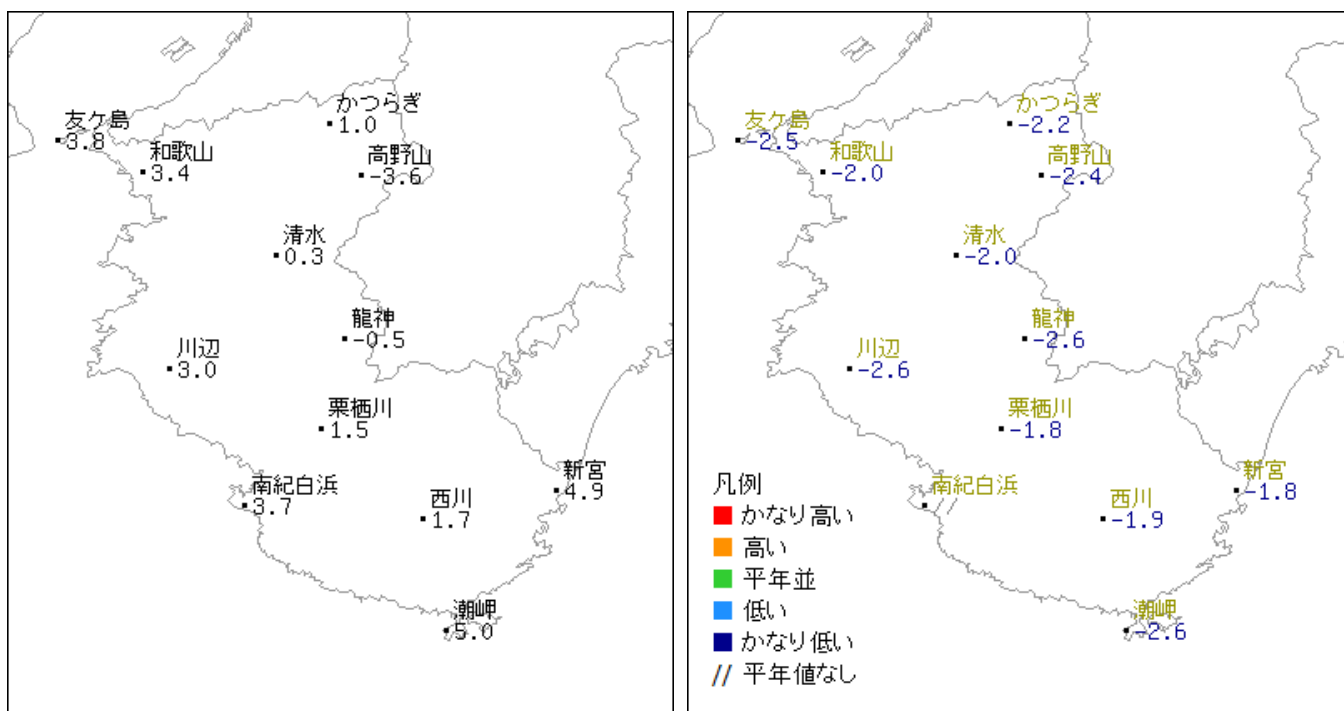 かつらぎ
1.0
友ケ島
3.8
和歌山
3.4
高野山
-3.6
清水
0.3
龍神
-0.5
川辺
3.0
栗栖川
1.5
新宮
4.9
南紀白浜
3.7
西川
1.7
潮岬
5.0
かつらぎ
-2.2
友ケ島
-2.5
和歌山
-2.0
高野山
-2.4
清水
-2.0
龍神
-2.6
川辺
-2.6
栗栖川
-1.8
新宮
-1.8
南紀白浜
//
西川
-1.9
潮岬
-2.6
凡例
かなり高い
高い
平年並
低い
かなり低い
// 平年値なし